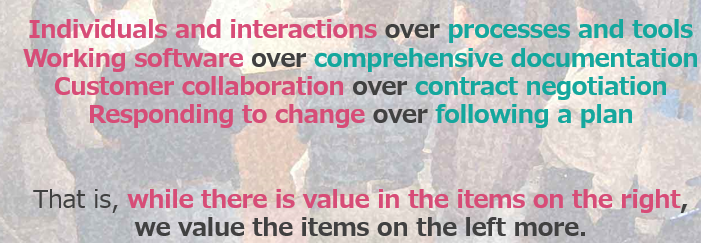 Individuals and interactions over processes and tools
Working software over comprehensive documentation
Customer collaboration over contract negotiation
Responding to change over following a plan
That is, while there is value in the items on the right,
we value the items on the left more.